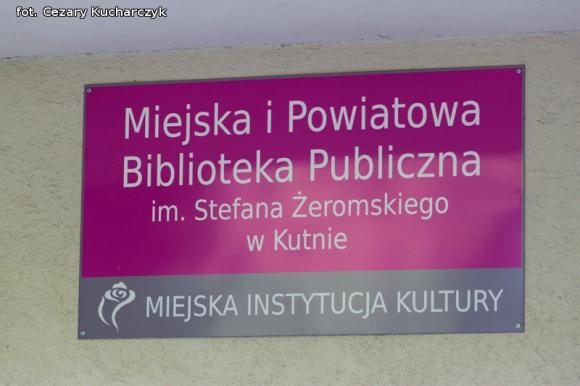 fot. Cezary Kucharczyk
Miejska i Powiatowa
Biblioteka Publiczna
im. Stefana Żeromskiego
w Kutnie
MIEJSKA INSTYTUCJA KULTURY